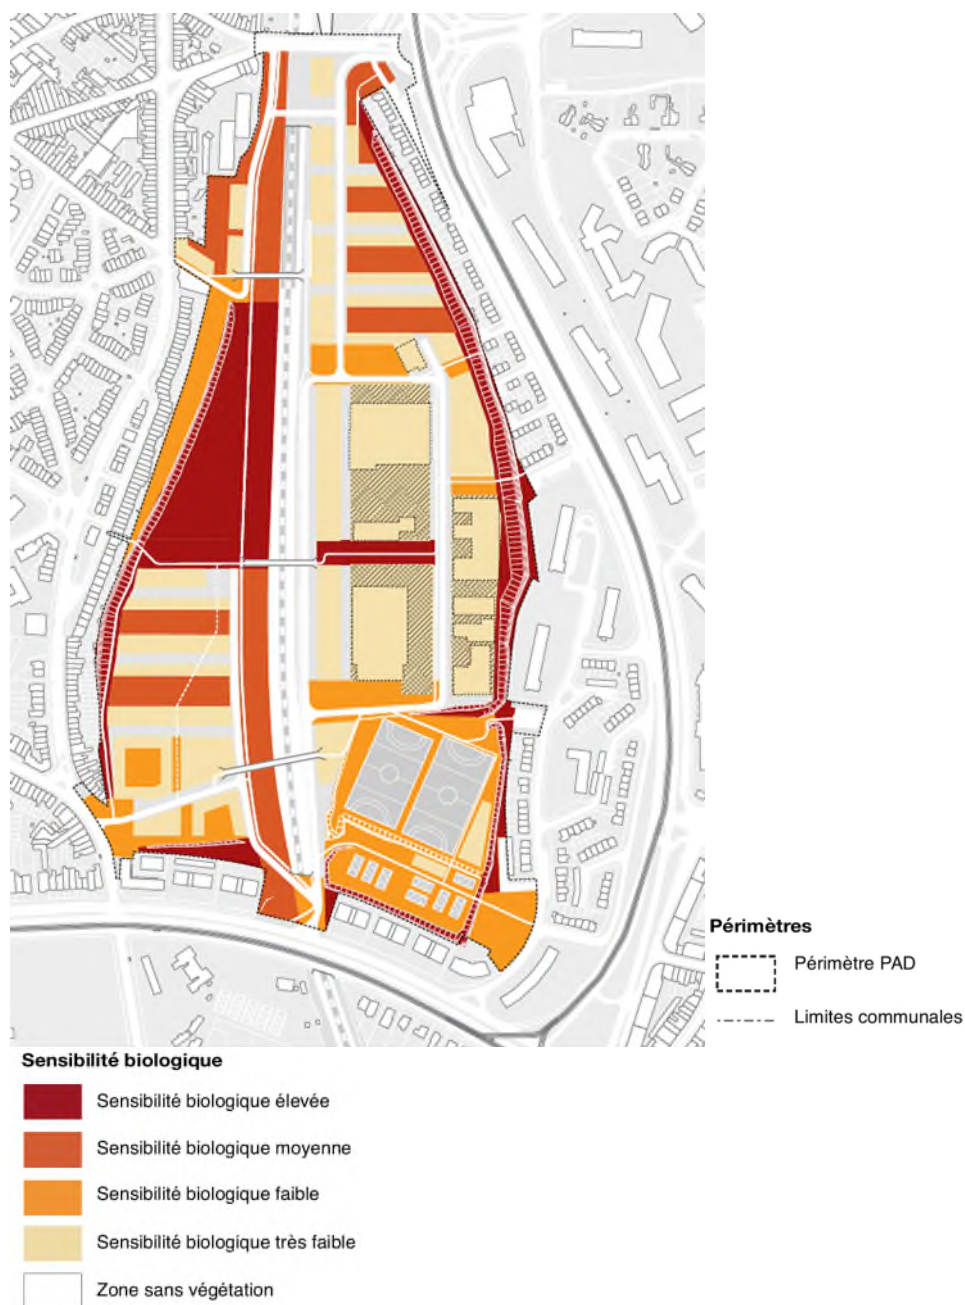 Périmètres
Périmètre PAD
Limites communales
Sensibilité biologique
Sensibilité biologique élevée
Sensibilité biologique moyenne
Sensibilité biologique faible
Sensibilité biologique très faible
Zone sans végétation